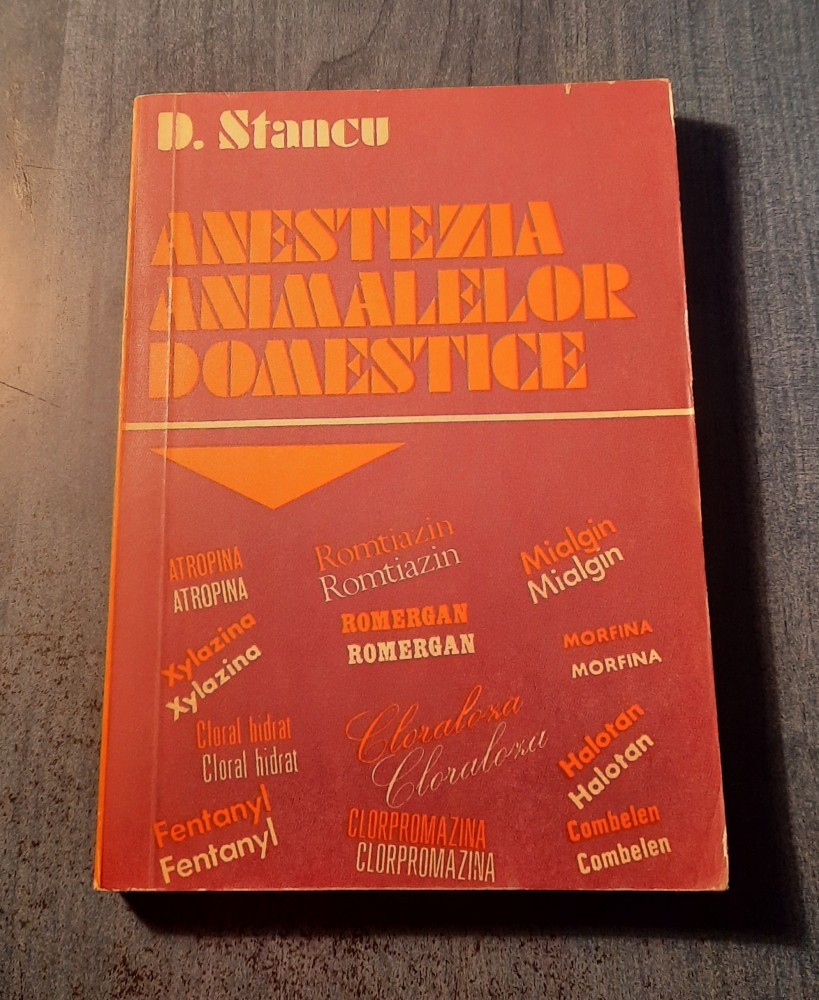 D. Stancu
ANESTEZIA
ANIMALELOR
DOMESTICE
ATROPINA
ATROPINA
Romtiazin
Romtiazin
Mialgin
Mialgin
Xylazina
Xylazina
ROMERGAN
ROMERGAN
MORFINA
MORFINA
Cloral hidrat
Cloral hidrat
Cloraloza
Cloraloza
Halotan
Halotan
Fentanyl
Fentanyl
CLORPROMAZINA
CLORPROMAZINA
Combelen
Combelen